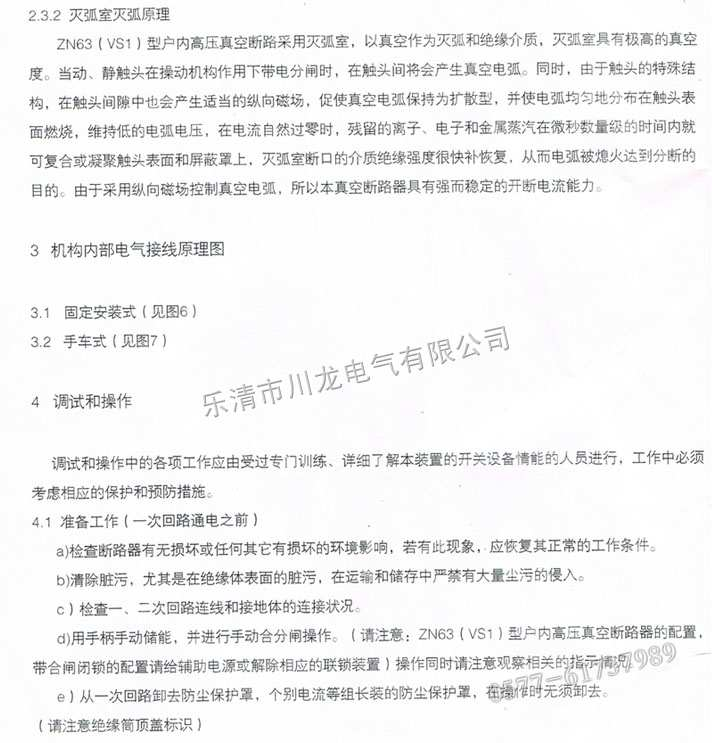 2.3.2 灭弧室灭弧原理
ZN63（VS1）型户内高压真空断路采用灭弧室，以真空作为灭弧和绝缘介质，灭弧室具有极高的真空
度。当动、静触头在操动机构作用下带电分闸时，在触头间将会产生真空电弧。同时，由于触头的特殊结
构，在触头间隙中也会产生适当的纵向磁场，促使真空电弧保持为扩散型，并使电弧均匀地分布在触头表
面燃烧，维持低的电弧电压，在电流自然过零时，残留的离子、电子和金属蒸汽在微秒数量级的时间内就
可复合或凝聚触头表面和屏蔽罩上，灭弧室断口的介质绝缘强度很快补恢复，从而电弧被熄火达到分断的
目的。由于采用纵向磁场控制真空电弧，所以本真空断路器具有强而稳定的开断电流能力。
3 机构内部电气接线原理图
3.1 固定安装式（见图6）
3.2 手车式（见图7）
乐清市川龙电气有限公司
4 调试和操作
调试和操作中的各项工作应由受过专门训练、详细了解本装置的开关设备情能的人员进行，工作中必须
考虑相应的保护和预防措施。
4.1 准备工作（一次回路通电之前）
a)检查断路器有无损坏或任何其它有损坏的环境影响，若有此现象，应恢复其正常的工作条件。
b)清除脏污，尤其是在绝缘体表面的脏污，在运输和储存中严禁有大量尘污的侵入。
c）检查一、二次回路连线和接地体的连接状况。
d)用手柄手动储能，并进行手动合分闸操作。（请注意：ZN63（VS1）型户内高压真空断路器的配置，
带合闸闭锁的配置请给辅助电源或解除相应的联锁装置）操作同时请注意观察相关的指示情况
0577-61737989
e）从一次回路卸去防尘保护罩，个别电流等组长装的防尘保护罩，在操作时无须卸去。
（请注意绝缘筒顶盖标识）